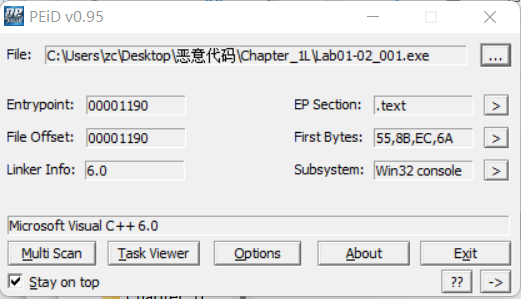 PEiD v0.95
File: C:\Users\zc\Desktop\恶意代码\Chapter_1L\Lab01-02_001.exe ...
Entrypoint: 00001190 EP Section: .text >
File Offset: 00001190 First Bytes: 55,8B,EC,6A >
Linker Info: 6.0 Subsystem: Win32 console >
Microsoft Visual C++ 6.0
Multi Scan Task Viewer Options About Exit
Stay on top ?? ->